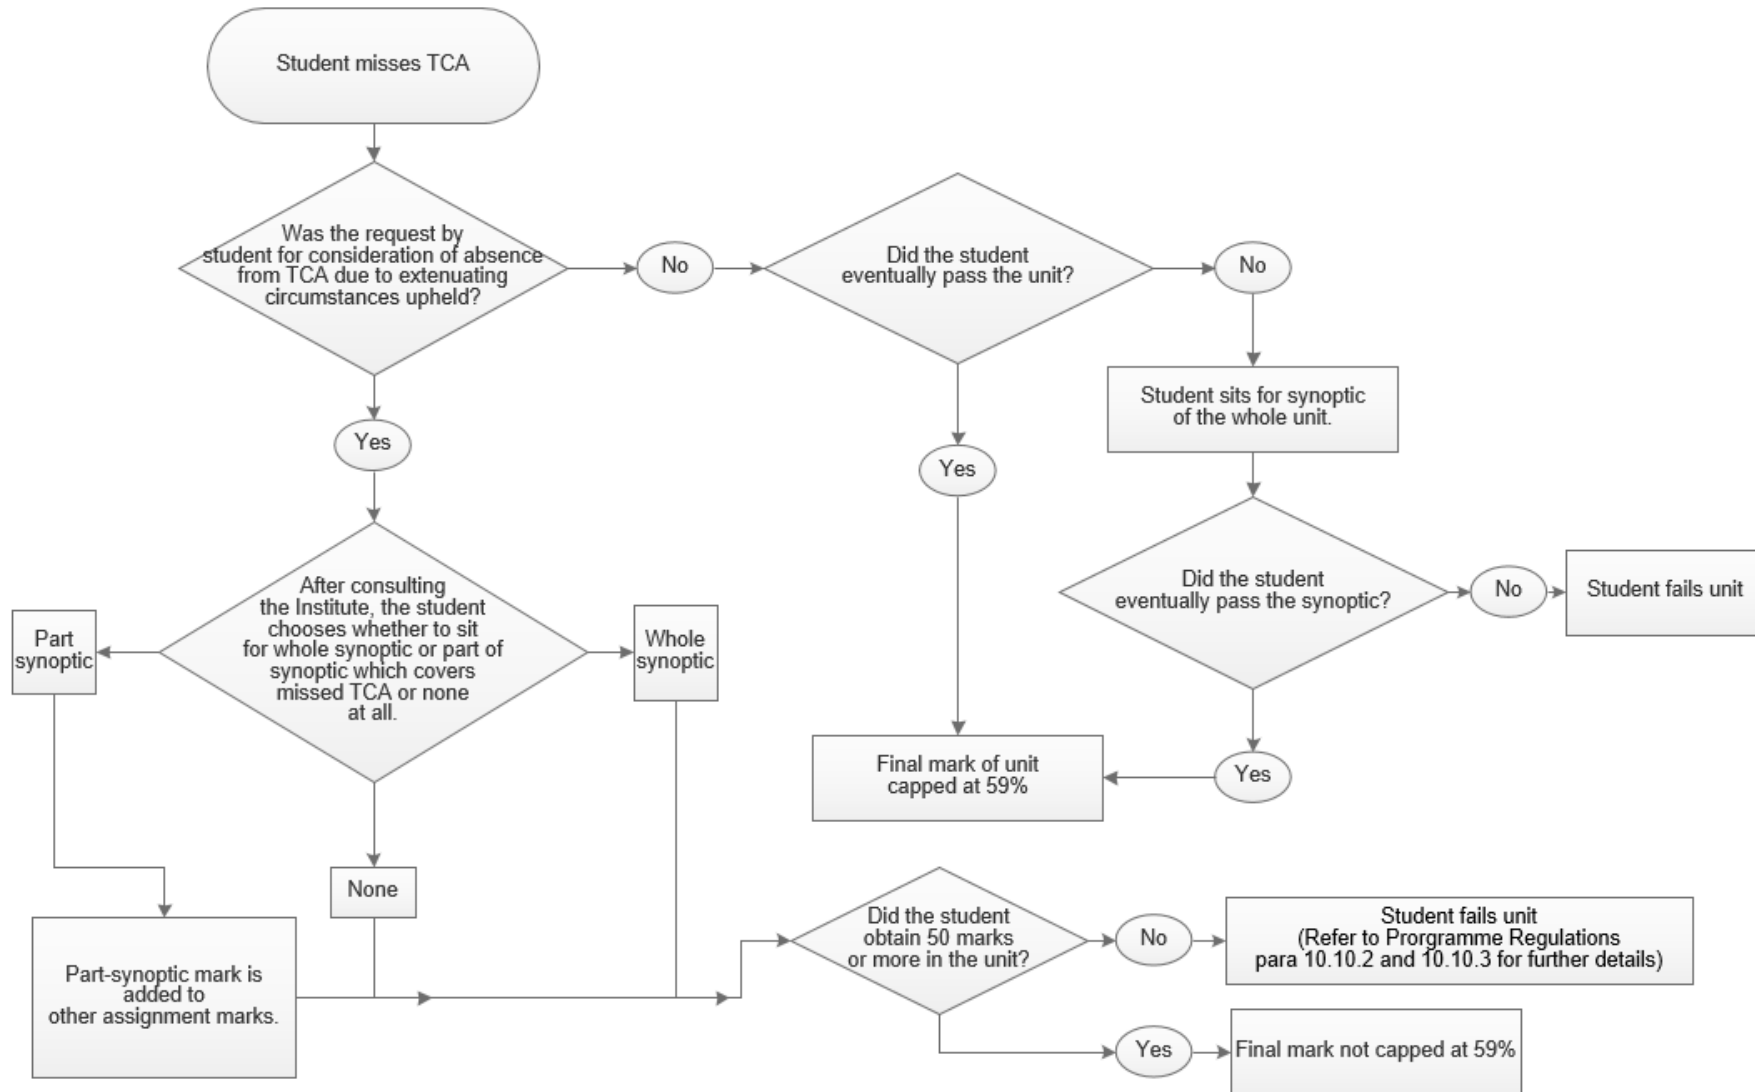 Student misses TCA
Was the request by
student for consideration of absence
from TCA due to extenuating
circumstances upheld?
No
Did the student
eventually pass the unit?
No
Yes
Yes
Student sits for synoptic
of the whole unit.
Did the student
eventually pass the synoptic?
No
Student fails unit
Yes
Final mark of unit
capped at 59%
After consulting
the Institute, the student
chooses whether to sit
for whole synoptic or part of
synoptic which covers
missed TCA or none
at all.
Part
synoptic
Whole
synoptic
None
Part-synoptic mark is
added to
other assignment marks.
Did the student
obtain 50 marks
or more in the unit?
No
Student fails unit
(Refer to Prorgramme Regulations
para 10.10.2 and 10.10.3 for further details)
Yes
Final mark not capped at 59%